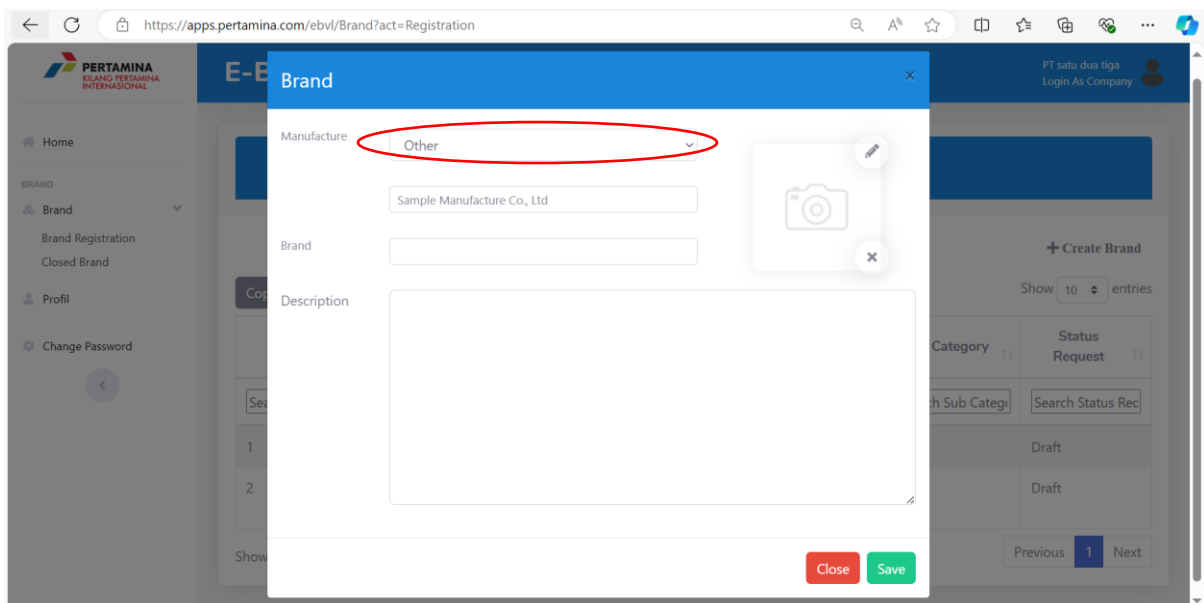 https://apps.pertamina.com/ebvl/Brand?act=Registration
PERTAMINA
KILANG PERTAMINA
INTERNASIONAL
E-B
PT satu dua tiga
Login As Company
Home
BRAND
Brand
Brand Registration
Closed Brand
Profil
Change Password
Brand
×
Manufacture
Other
Sample Manufacture Co., Ltd
Brand
Description
Close
Save
+ Create Brand
Cop
Show 10 entries
Category
Status
Request
Sea
h Sub Catego
Search Status Rec
1
Draft
2
Draft
Show
Previous 1 Next